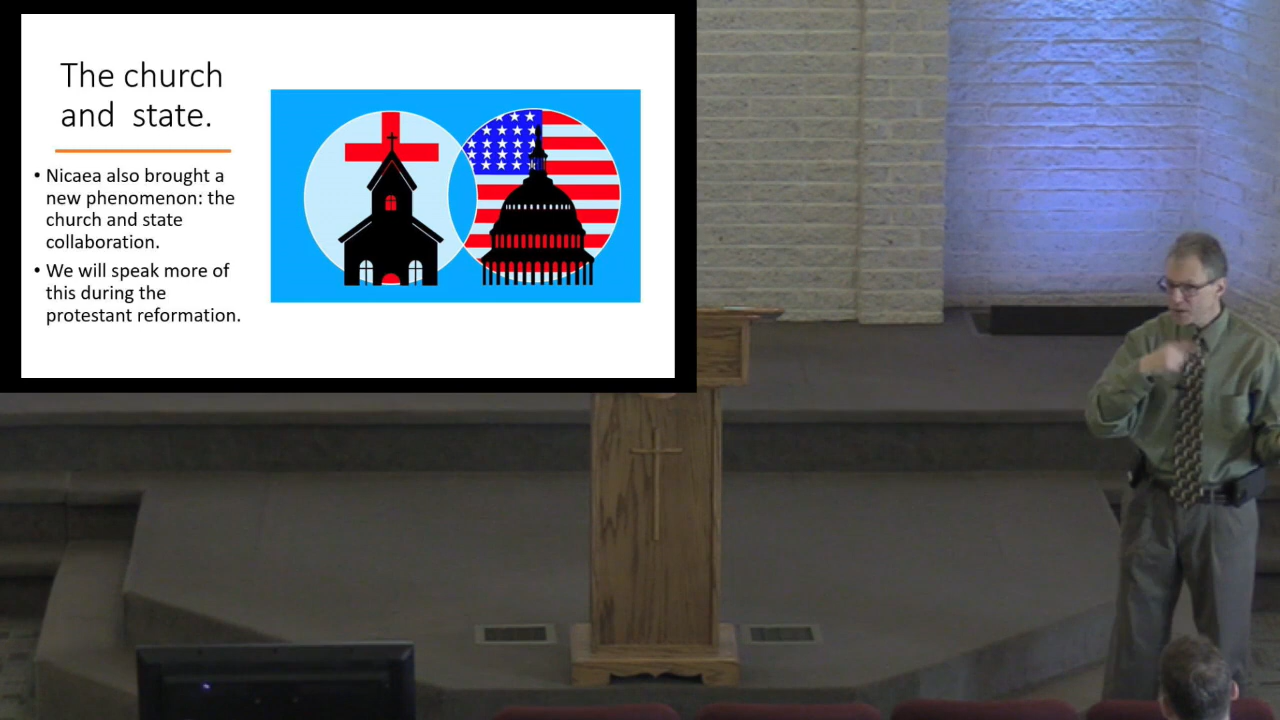 The church
and state.
• Nicaea also brought a
new phenomenon: the
church and state
collaboration.
• We will speak more of
this during the
protestant reformation.